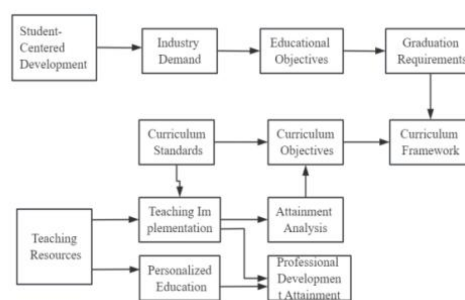 Student-
Centered
Development
Industry
Demand
Educational
Objectives
Graduation
Requirements
Curriculum
Standards
Curriculum
Objectives
Curriculum
Framework
Teaching Im
plementation
Attainment
Analysis
Teaching
Resources
Personalized
Education
Professional
Developmen
t Attainment